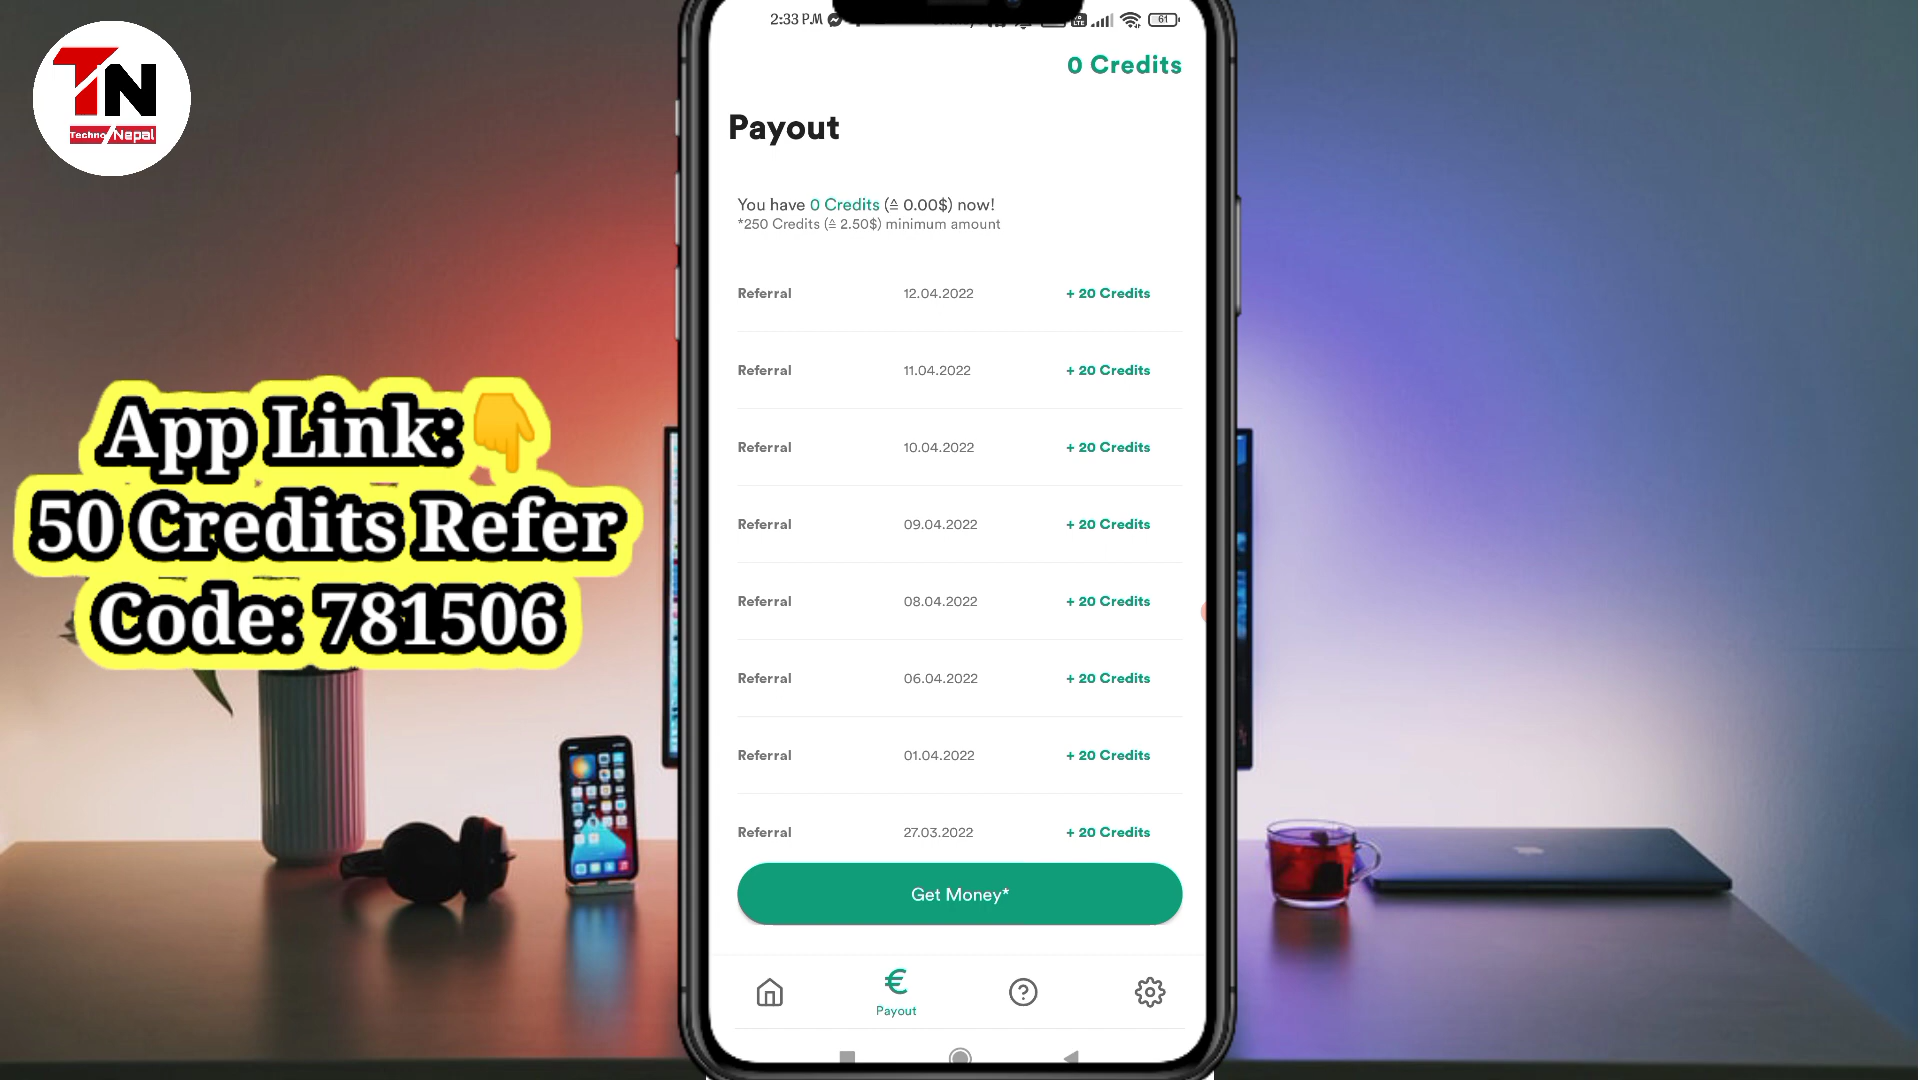 TN
Techno Nepal
App Link:👇
50 Credits Refer
Code: 781506
2:33 PM
61
0 Credits
Payout
You have 0 Credits (≙ 0.00$) now!
*250 Credits (≙ 2.50$) minimum amount
Referral 12.04.2022 + 20 Credits
Referral 11.04.2022 + 20 Credits
Referral 10.04.2022 + 20 Credits
Referral 09.04.2022 + 20 Credits
Referral 08.04.2022 + 20 Credits
Referral 06.04.2022 + 20 Credits
Referral 01.04.2022 + 20 Credits
Referral 27.03.2022 + 20 Credits
Get Money*
€
Payout